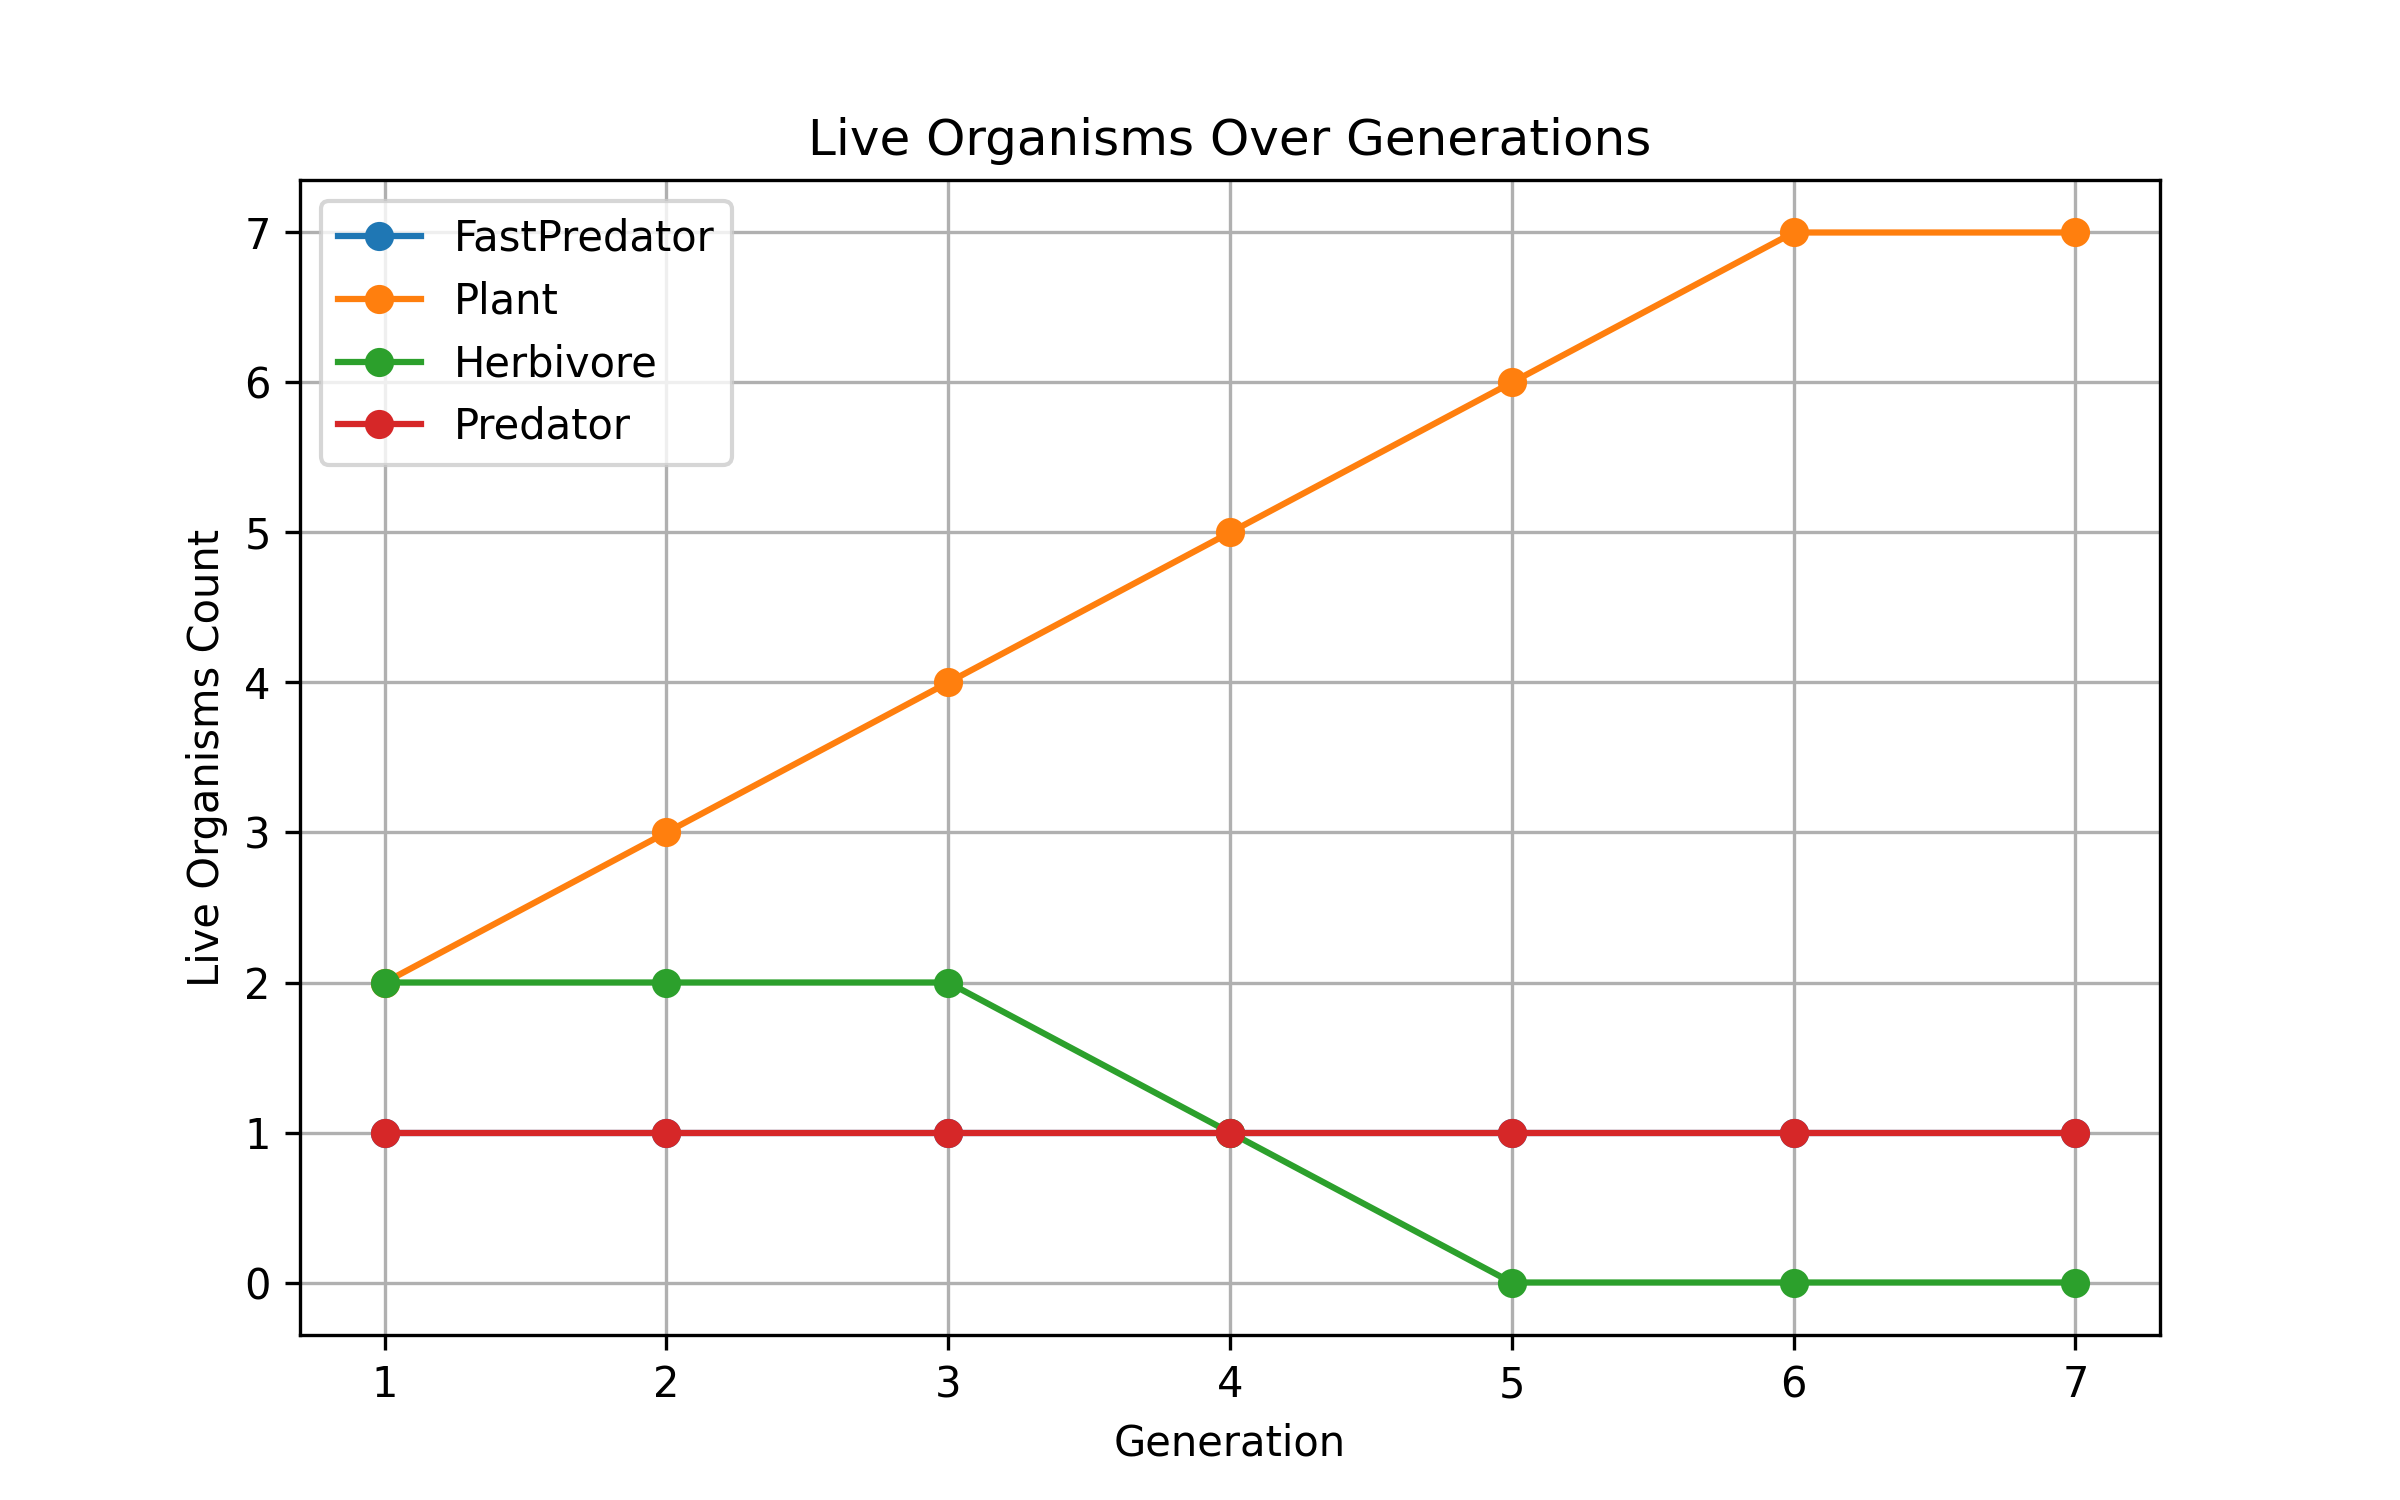 Live Organisms Over Generations
FastPredator
Plant
Herbivore
Predator
7
6
5
4
3
2
1
0
Live Organisms Count
1 2 3 4 5 6 7
Generation